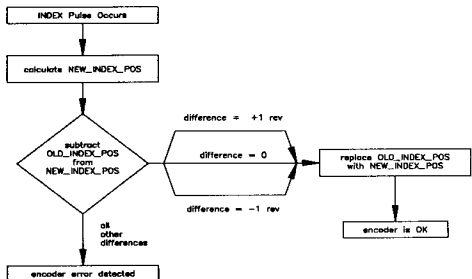 INDEX Pulse Occurs
calculate NEW_INDEX_POS
subtract
OLD_INDEX_POS
from
NEW_INDEX_POS
difference = +1 rev
difference = 0
difference = -1 rev
replace OLD_INDEX_POS
with NEW_INDEX_POS
encoder is OK
all
other
differences
encoder error detected